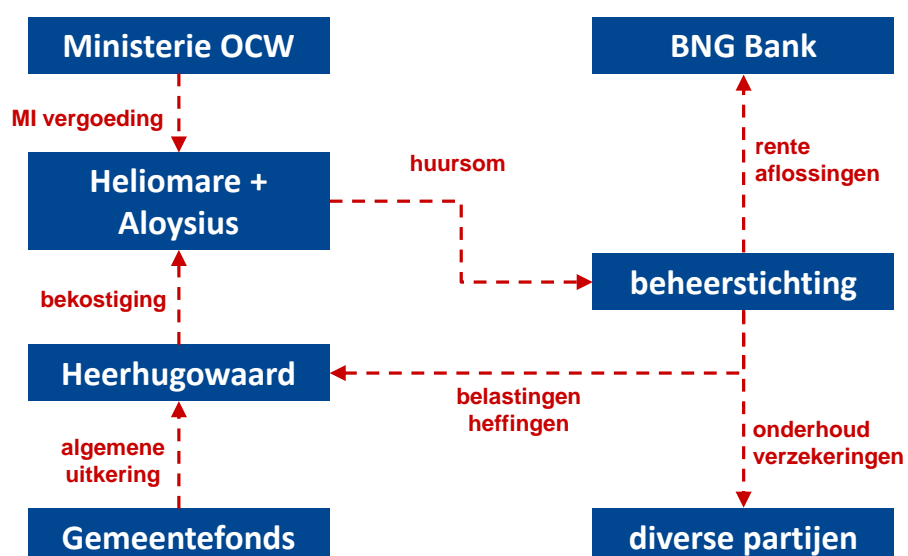 Ministerie OCW
BNG Bank
MI vergoeding
Heliomare +
Aloysius
huursom
rente
aflossingen
beheerstichting
bekostiging
Heerhugowaard
belastingen
heffingen
algemene
uitkering
onderhoud
verzekeringen
Gemeentefonds
diverse partijen